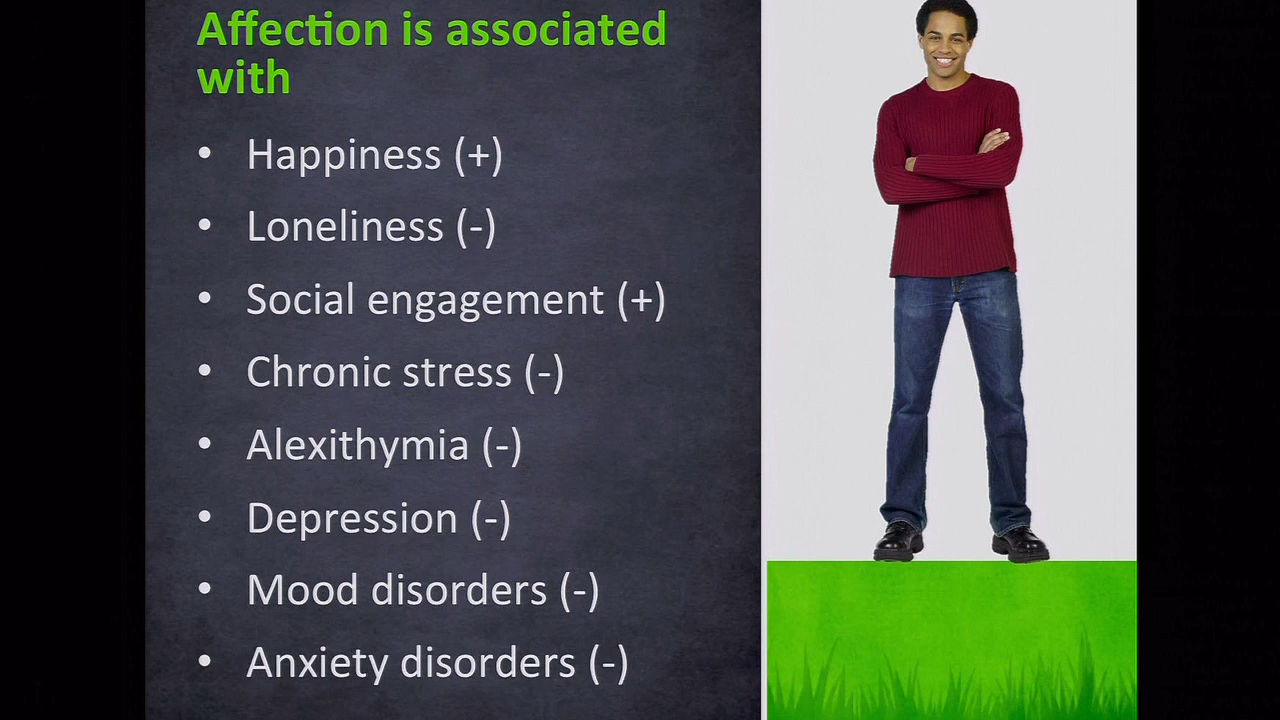 Affection is associated
with
• Happiness (+)
• Loneliness (-)
• Social engagement (+)
• Chronic stress (-)
• Alexithymia (-)
• Depression (-)
• Mood disorders (-)
• Anxiety disorders (-)